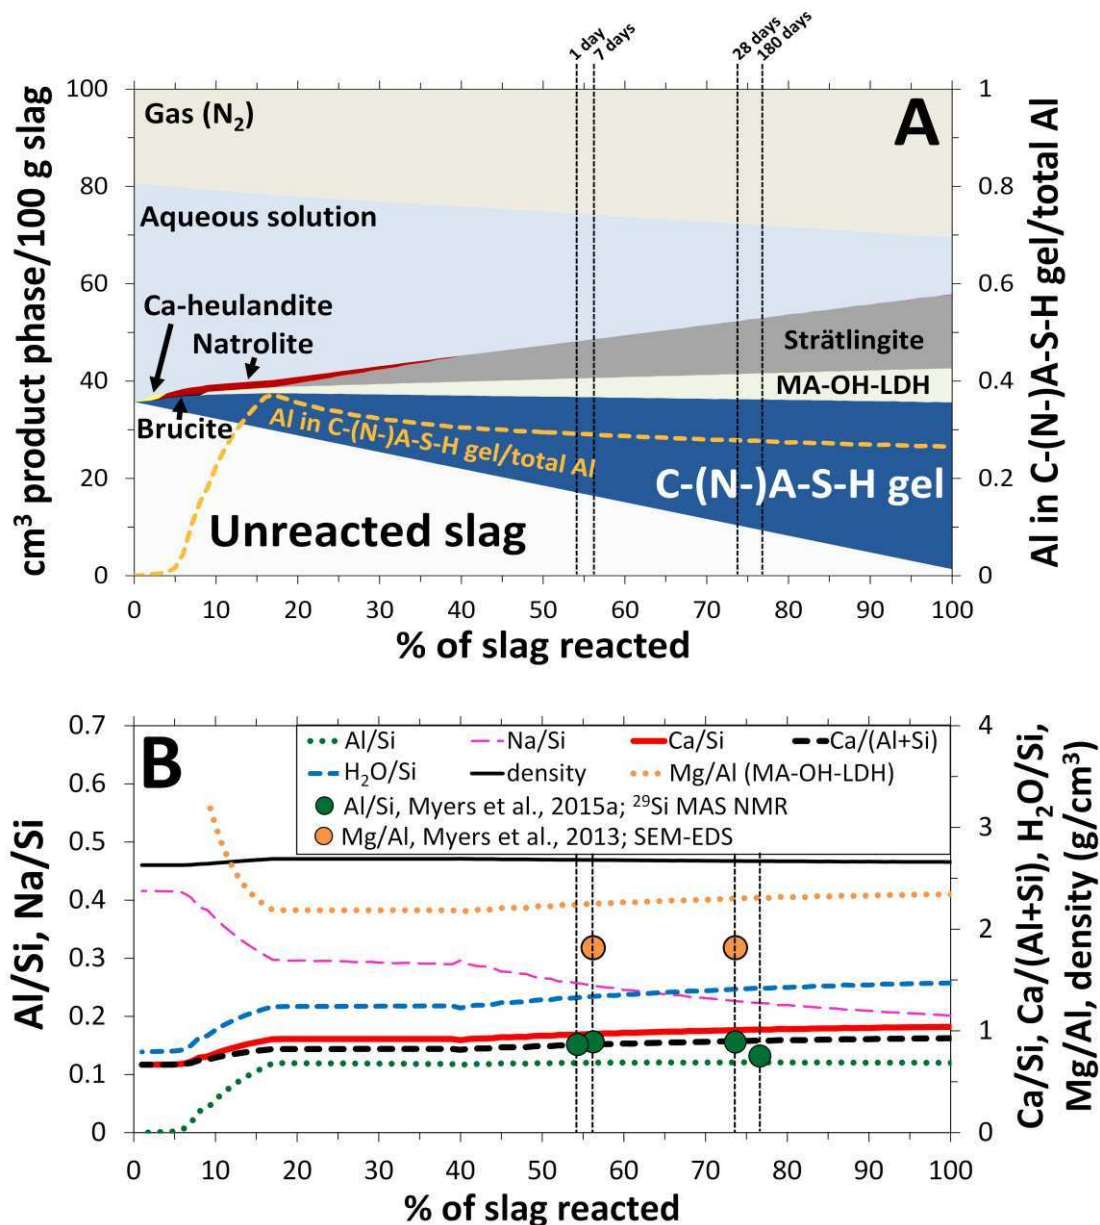 1 day
7 days
28 days
180 days
A
Gas (N₂)
Aqueous solution
Ca-heulandite
Natrolite
Brucite
Strätlingite
MA-OH-LDH
Al in C-(N-)A-S-H gel/total Al
C-(N-)A-S-H gel
Unreacted slag
cm³ product phase/100 g slag
100
80
60
40
20
0
Al in C-(N-)A-S-H gel/total Al
1
0.8
0.6
0.4
0.2
0
0 10 20 30 40 50 60 70 80 90 100
% of slag reacted
B
Al/Si Na/Si Ca/Si Ca/(Al+Si)
H₂O/Si density Mg/Al (MA-OH-LDH)
Al/Si, Myers et al., 2015a; ²⁹Si MAS NMR
Mg/Al, Myers et al., 2013; SEM-EDS
Al/Si, Na/Si
0.7
0.6
0.5
0.4
0.3
0.2
0.1
0
Ca/Si, Ca/(Al+Si), H₂O/Si,
Mg/Al, density (g/cm³)
4
3
2
1
0
0 10 20 30 40 50 60 70 80 90 100
% of slag reacted